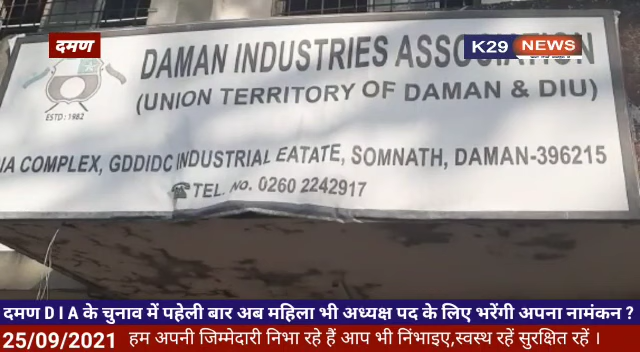 दमण
K29 NEWS
DAMAN INDUSTRIES ASSOCIATION
(UNION TERRITORY OF DAMAN & DIU)
ESTD : 1982
IA COMPLEX, GDDIDC INDUSTRIAL EATATE, SOMNATH, DAMAN-396215
☎TEL. No. 0260 2242917
दमण D I A के चुनाव में पहेली बार अब महिला भी अध्यक्ष पद के लिए भरेंगी अपना नामंकन ?
25/09/2021 हम अपनी जिम्मेदारी निभा रहे हैं आप भी निंभाइए,स्वस्थ रहें सुरक्षित रहें ।